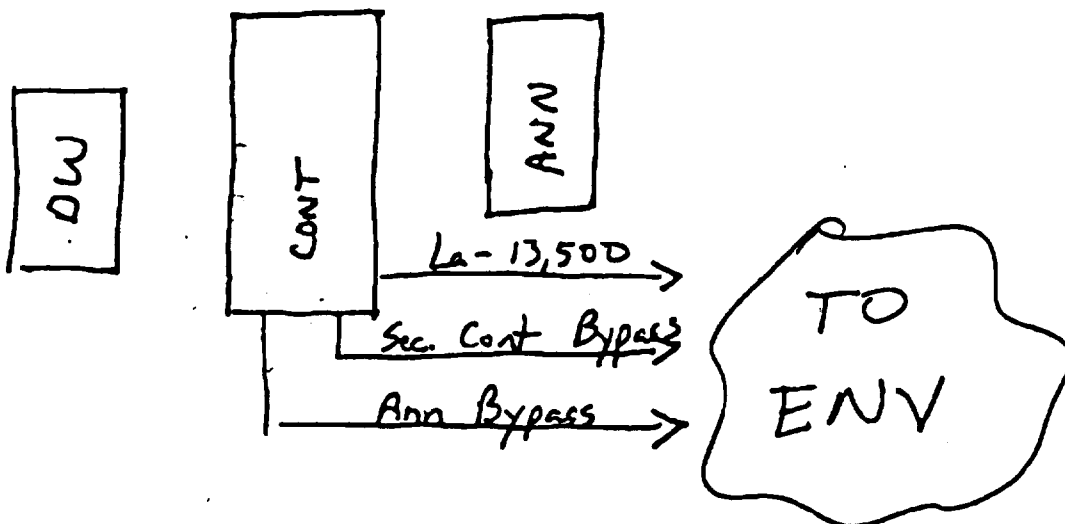 DW
CONT
ANN
La - 13,500
Sec. Cont Bypass
Ann Bypass
TO
ENV